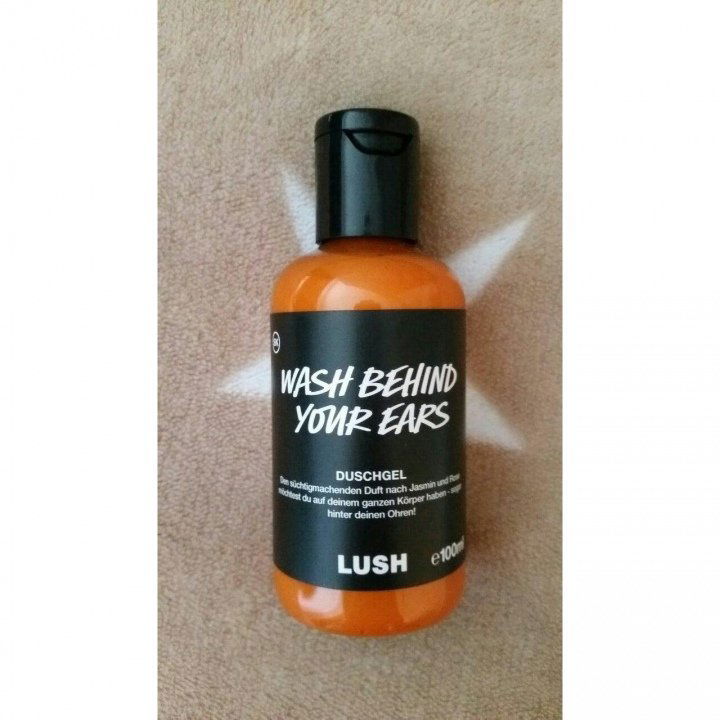 SK
WASH BEHIND
YOUR EARS
DUSCHGEL
Den süchtigmachenden Duft nach Jasmin und Rose
möchtest du auf deinem ganzen Körper haben - sogar
hinter deinen Ohren!
LUSH
℮100ml